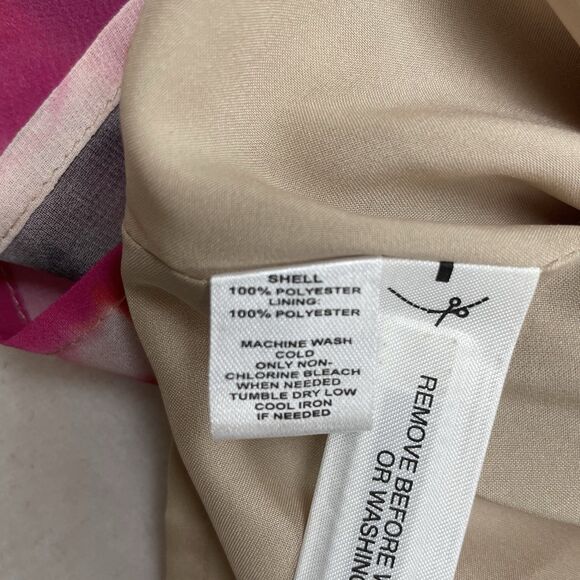 SHELL
100% POLYESTER
LINING:
100% POLYESTER
MACHINE WASH
COLD
ONLY NON-
CHLORINE BLEACH
WHEN NEEDED
TUMBLE DRY LOW
COOL IRON
IF NEEDED
REMOVE BEFORE
OR WASHING